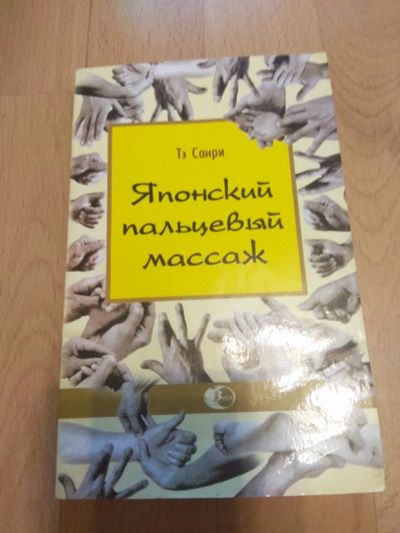 Тэ Санри
Японский
пальцевый
массаж